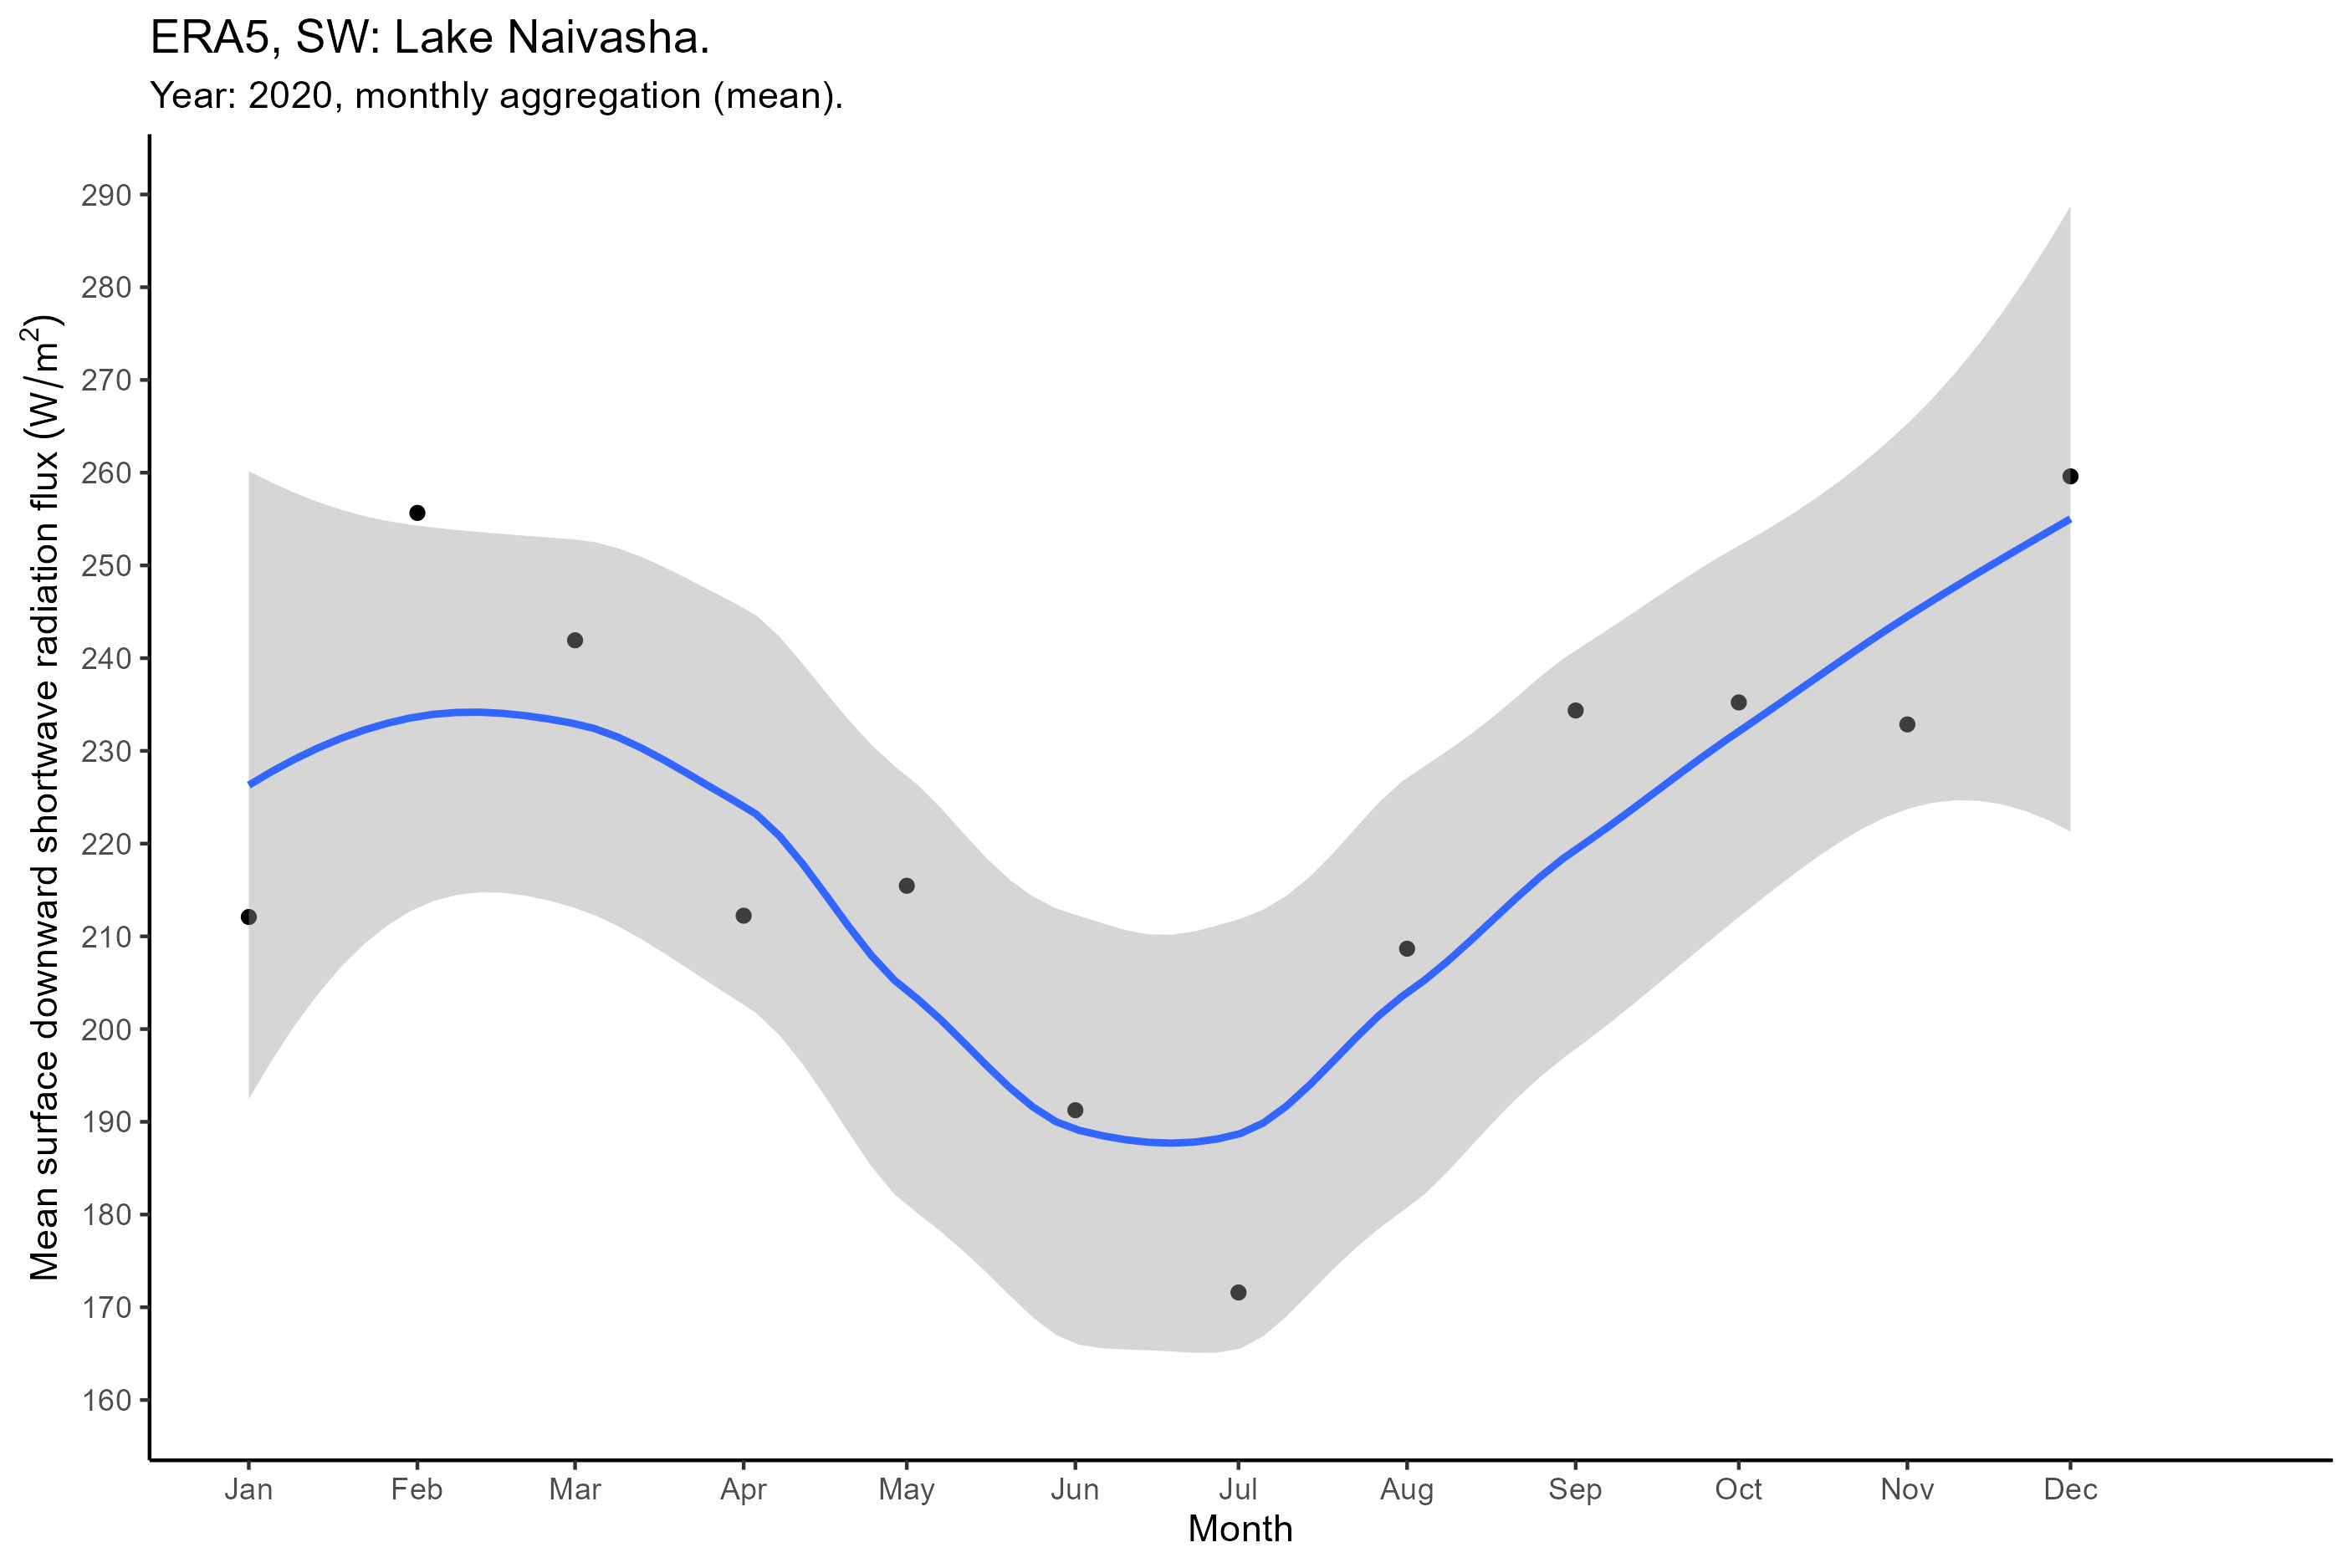 ERA5, SW: Lake Naivasha.
Year: 2020, monthly aggregation (mean).
Mean surface downward shortwave radiation flux (W/m²)
290
280
270
260
250
240
230
220
210
200
190
180
170
160
Jan Feb Mar Apr May Jun Jul Aug Sep Oct Nov Dec
Month